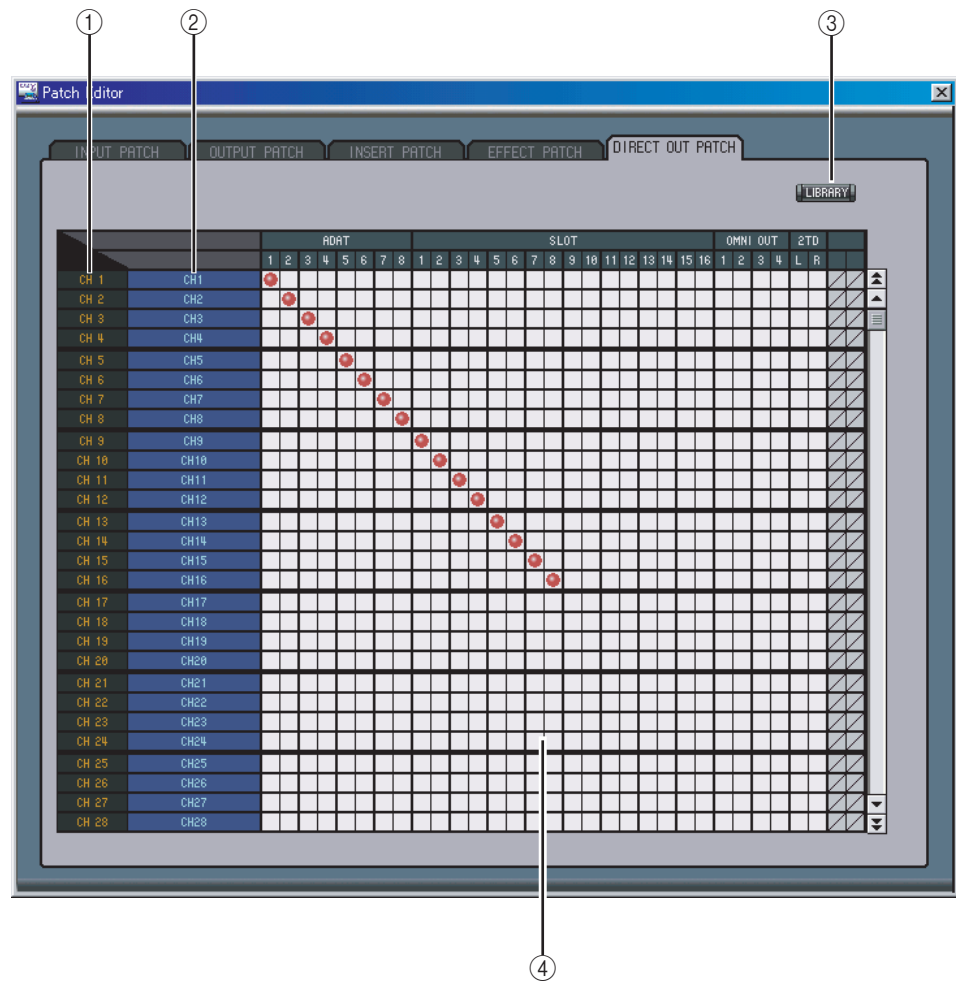 ① ② ③
Patch Editor
INPUT PATCH OUTPUT PATCH INSERT PATCH EFFECT PATCH DIRECT OUT PATCH
LIBRARY
ADAT SLOT OMNI OUT 2TD
1 2 3 4 5 6 7 8 1 2 3 4 5 6 7 8 9 10 11 12 13 14 15 16 1 2 3 4 L R
CH 1 CH1
CH 2 CH2
CH 3 CH3
CH 4 CH4
CH 5 CH5
CH 6 CH6
CH 7 CH7
CH 8 CH8
CH 9 CH9
CH 10 CH10
CH 11 CH11
CH 12 CH12
CH 13 CH13
CH 14 CH14
CH 15 CH15
CH 16 CH16
CH 17 CH17
CH 18 CH18
CH 19 CH19
CH 20 CH20
CH 21 CH21
CH 22 CH22
CH 23 CH23
CH 24 CH24
CH 25 CH25
CH 26 CH26
CH 27 CH27
CH 28 CH28
④